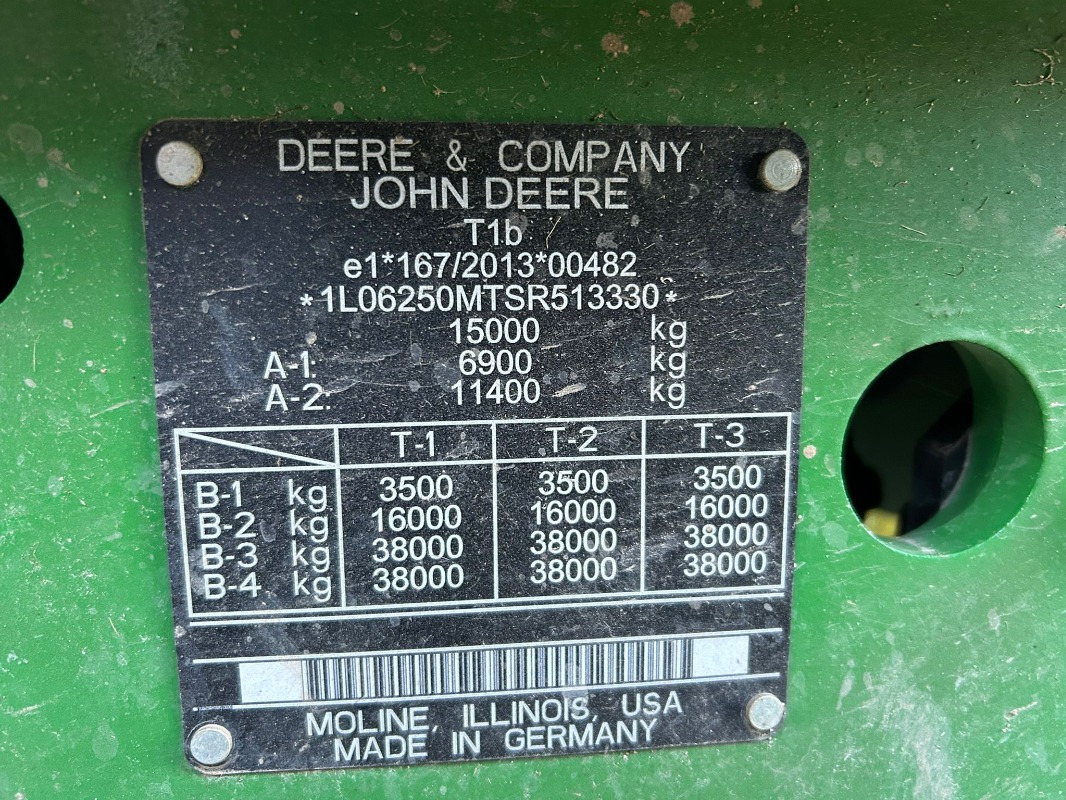 DEERE & COMPANY
JOHN DEERE
T1b
e1*167/2013*00482
*1L06250MTSR513330*
15000 kg
A-1: 6900 kg
A-2: 11400 kg
T-1 T-2 T-3
B-1 kg 3500 3500 3500
B-2 kg 16000 16000 16000
B-3 kg 38000 38000 38000
B-4 kg 38000 38000 38000
MOLINE, ILLINOIS, USA
MADE IN GERMANY